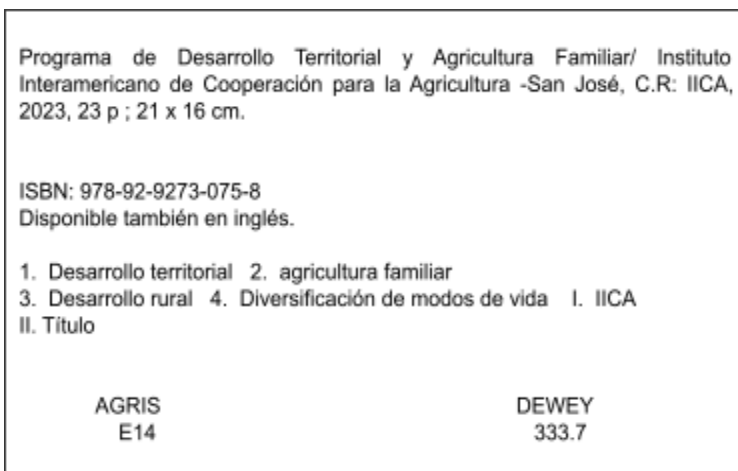 Programa de Desarrollo Territorial y Agricultura Familiar/ Instituto
Interamericano de Cooperación para la Agricultura -San José, C.R: IICA,
2023, 23 p ; 21 x 16 cm.
ISBN: 978-92-9273-075-8
Disponible también en inglés.
1. Desarrollo territorial 2. agricultura familiar
3. Desarrollo rural 4. Diversificación de modos de vida I. IICA
II. Título
AGRIS DEWEY
E14 333.7